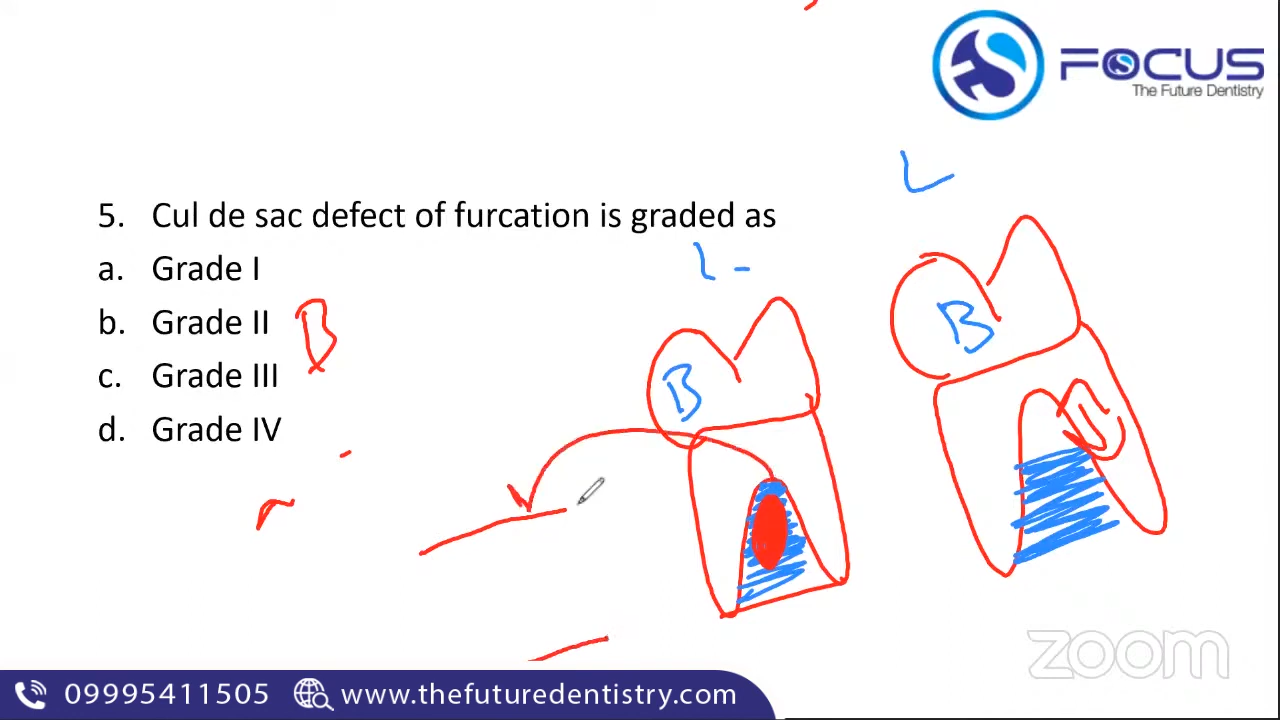 FOCUS
The Future Dentistry
L
5. Cul de sac defect of furcation is graded as
L -
a. Grade I
b. Grade II B
B
c. Grade III
B
d. Grade IV
zoom
09995411505 www.thefuturedentistry.com